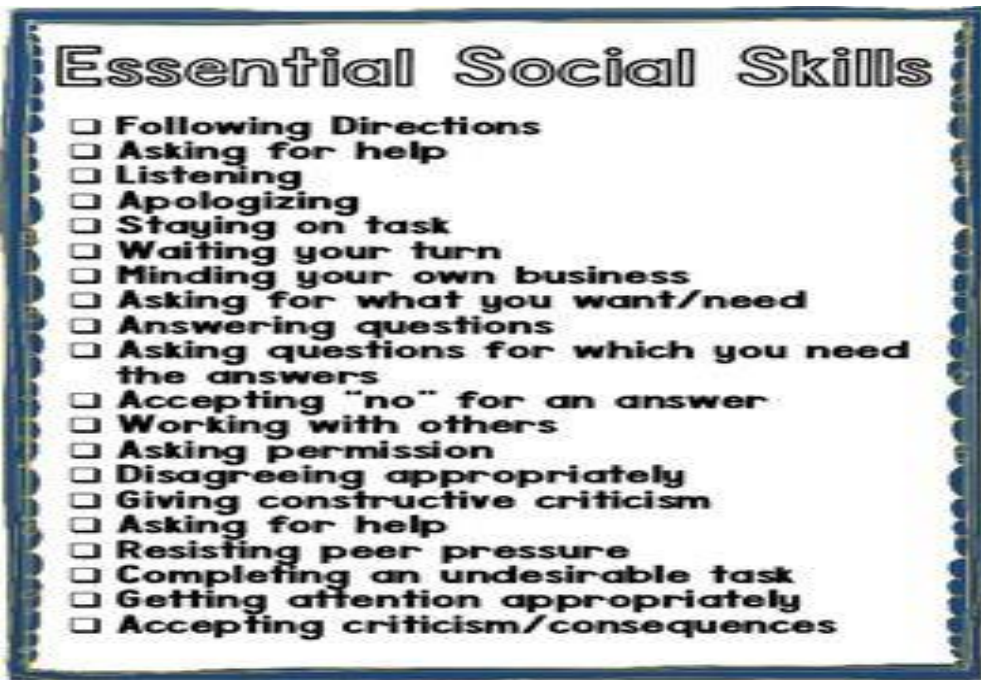 Essential Social Skills
❑ Following Directions
❑ Asking for help
❑ Listening
❑ Apologizing
❑ Staying on task
❑ Waiting your turn
❑ Minding your own business
❑ Asking for what you want/need
❑ Answering questions
❑ Asking questions for which you need
the answers
❑ Accepting "no" for an answer
❑ Working with others
❑ Asking permission
❑ Disagreeing appropriately
❑ Giving constructive criticism
❑ Asking for help
❑ Resisting peer pressure
❑ Completing an undesirable task
❑ Getting attention appropriately
❑ Accepting criticism/consequences